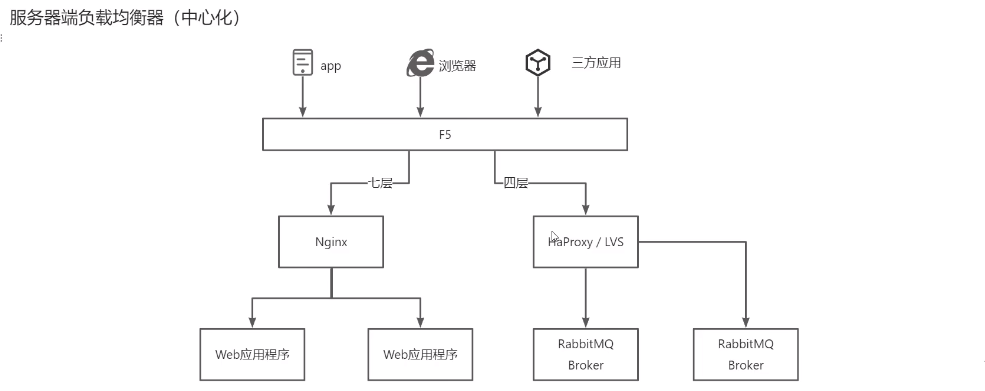 服务器端负载均衡器（中心化）
app
浏览器
三方应用
F5
七层
四层
Nginx
HaProxy / LVS
Web应用程序
Web应用程序
RabbitMQ
Broker
RabbitMQ
Broker